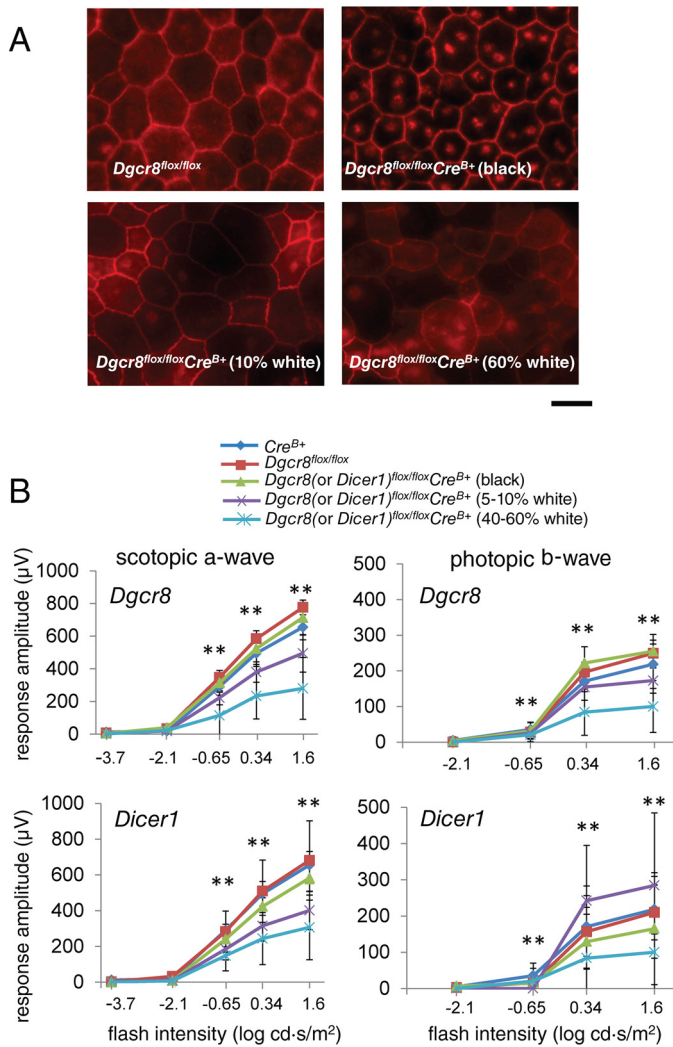 A
Dgcr8flox/flox
Dgcr8flox/floxCreB+ (black)
Dgcr8flox/floxCreB+ (10% white)
Dgcr8flox/floxCreB+ (60% white)
CreB+
Dgcr8flox/flox
Dgcr8(or Dicer1)flox/floxCreB+ (black)
Dgcr8(or Dicer1)flox/floxCreB+ (5-10% white)
Dgcr8(or Dicer1)flox/floxCreB+ (40-60% white)
B
scotopic a-wave
photopic b-wave
response amplitude (µV)
1000
800
600
400
200
0
Dgcr8
**
**
**
-3.7 -2.1 -0.65 0.34 1.6
500
400
300
200
100
0
Dgcr8
**
**
**
-2.1 -0.65 0.34 1.6
response amplitude (µV)
1000
800
600
400
200
0
Dicer1
**
**
**
-3.7 -2.1 -0.65 0.34 1.6
flash intensity (log cd·s/m2)
500
400
300
200
100
0
Dicer1
**
**
**
-2.1 -0.65 0.34 1.6
flash intensity (log cd·s/m2)